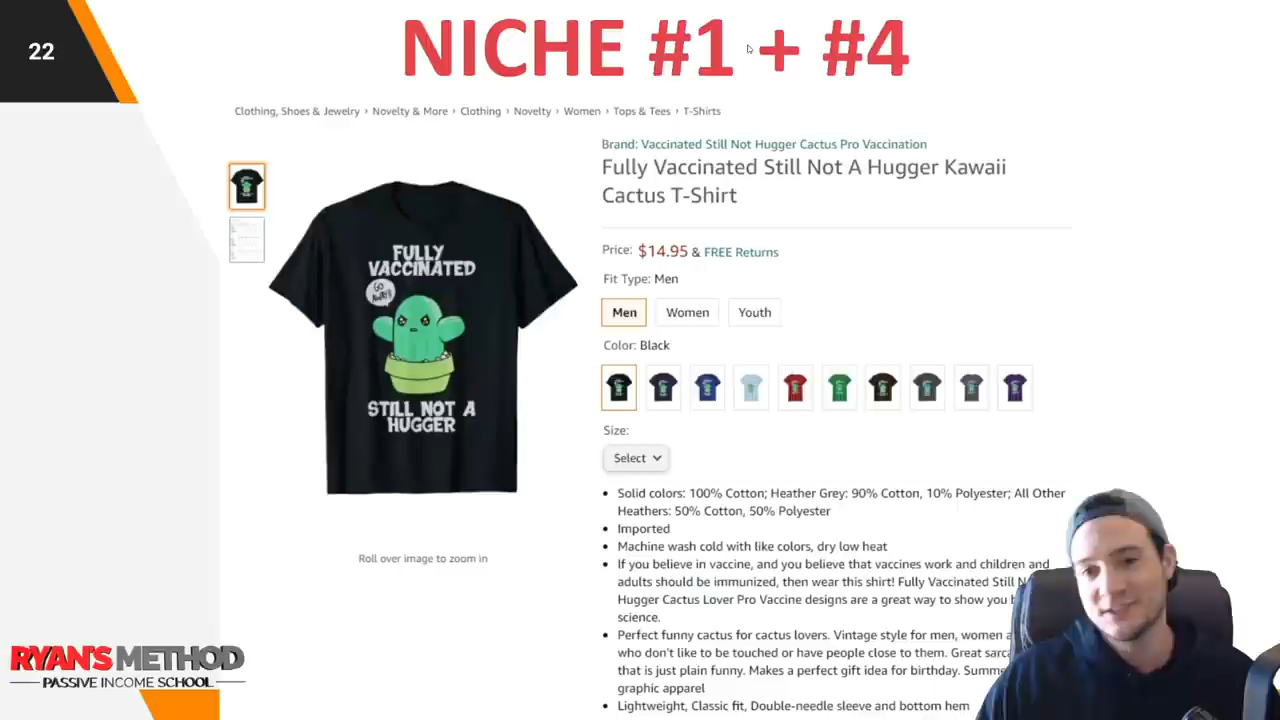 22
NICHE #1 + #4
Clothing, Shoes & Jewelry › Novelty & More › Clothing › Novelty › Women › Tops & Tees › T-Shirts
Brand: Vaccinated Still Not Hugger Cactus Pro Vaccination
Fully Vaccinated Still Not A Hugger Kawaii
Cactus T-Shirt
Price: $14.95 & FREE Returns
Fit Type: Men
Men Women Youth
Color: Black
Size:
Select
FULLY
VACCINATED
GO
AWAY!
STILL NOT A
HUGGER
Roll over image to zoom in
• Solid colors: 100% Cotton; Heather Grey: 90% Cotton, 10% Polyester; All Other
Heathers: 50% Cotton, 50% Polyester
• Imported
• Machine wash cold with like colors, dry low heat
• If you believe in vaccine, and you believe that vaccines work and children and
adults should be immunized, then wear this shirt! Fully Vaccinated Still
Hugger Cactus Lover Pro Vaccine designs are a great way to show you
science.
• Perfect funny cactus for cactus lovers. Vintage style for men, women
who don't like to be touched or have people close to them. Great
that is just plain funny. Makes a perfect gift idea for birthday.
graphic apparel
• Lightweight, Classic fit, Double-needle sleeve and bottom hem
RYAN'S METHOD
PASSIVE INCOME SCHOOL